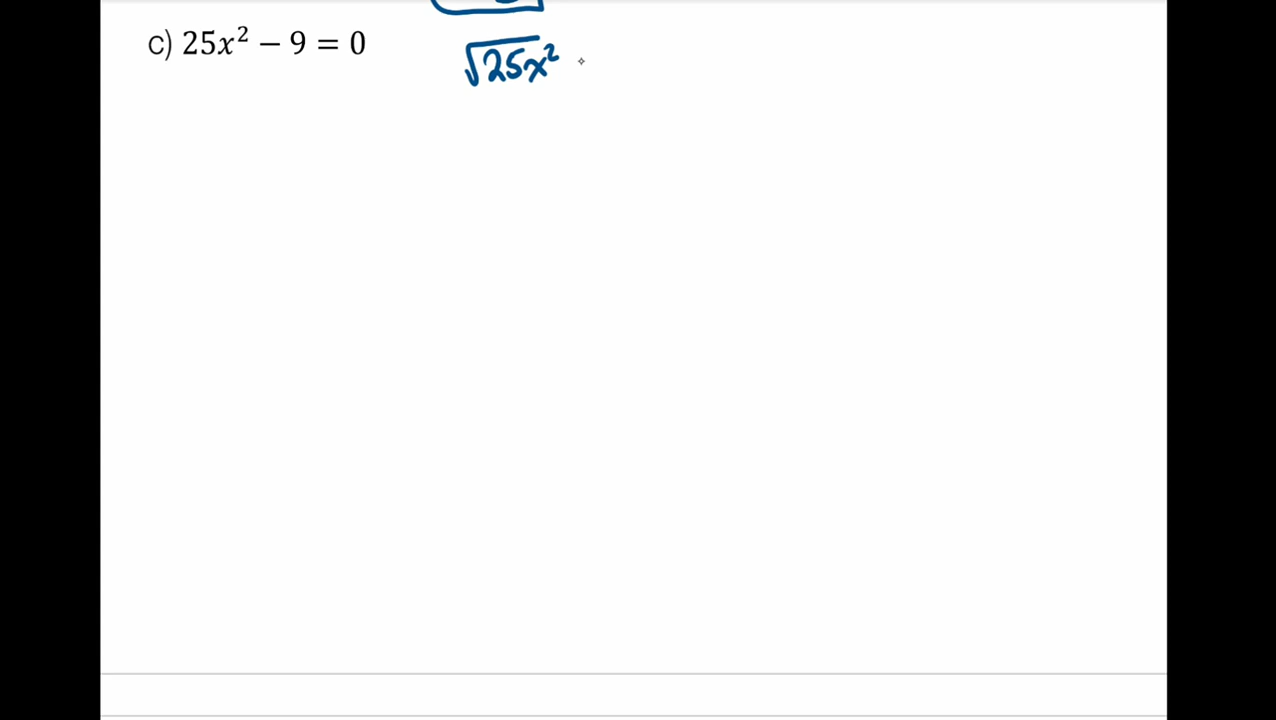 C) 25x² − 9 = 0
√25x²